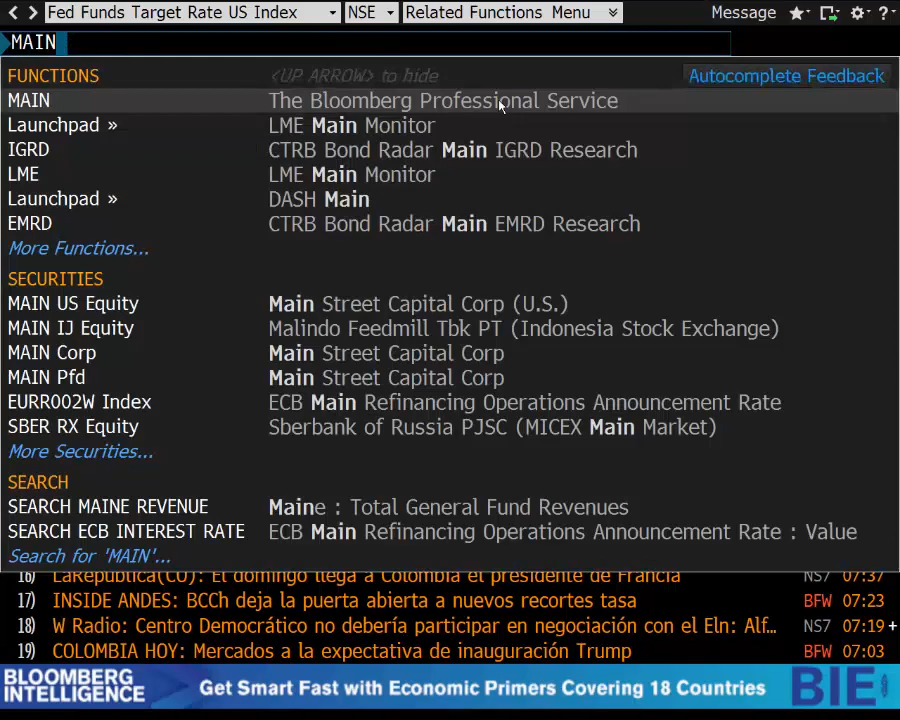 Fed Funds Target Rate US Index NSE Related Functions Menu Message
MAIN
FUNCTIONS <UP ARROW> to hide Autocomplete Feedback
MAIN The Bloomberg Professional Service
Launchpad » LME Main Monitor
IGRD CTRB Bond Radar Main IGRD Research
LME LME Main Monitor
Launchpad » DASH Main
EMRD CTRB Bond Radar Main EMRD Research
More Functions...
SECURITIES
MAIN US Equity Main Street Capital Corp (U.S.)
MAIN IJ Equity Malindo Feedmill Tbk PT (Indonesia Stock Exchange)
MAIN Corp Main Street Capital Corp
MAIN Pfd Main Street Capital Corp
EURR002W Index ECB Main Refinancing Operations Announcement Rate
SBER RX Equity Sberbank of Russia PJSC (MICEX Main Market)
More Securities...
SEARCH
SEARCH MAINE REVENUE Maine : Total General Fund Revenues
SEARCH ECB INTEREST RATE ECB Main Refinancing Operations Announcement Rate : Value
Search for 'MAIN'...
16) LaRepublica(CO): El domingo llega a Colombia el presidente de Francia NS7 07:37
17) INSIDE ANDES: BCCh deja la puerta abierta a nuevos recortes tasa BFW 07:23
18) W Radio: Centro Democrático no debería participar en negociación con el Eln: Alf... NS7 07:19+
19) COLOMBIA HOY: Mercados a la expectativa de inauguración Trump BFW 07:03
BLOOMBERG INTELLIGENCE Get Smart Fast with Economic Primers Covering 18 Countries BIE